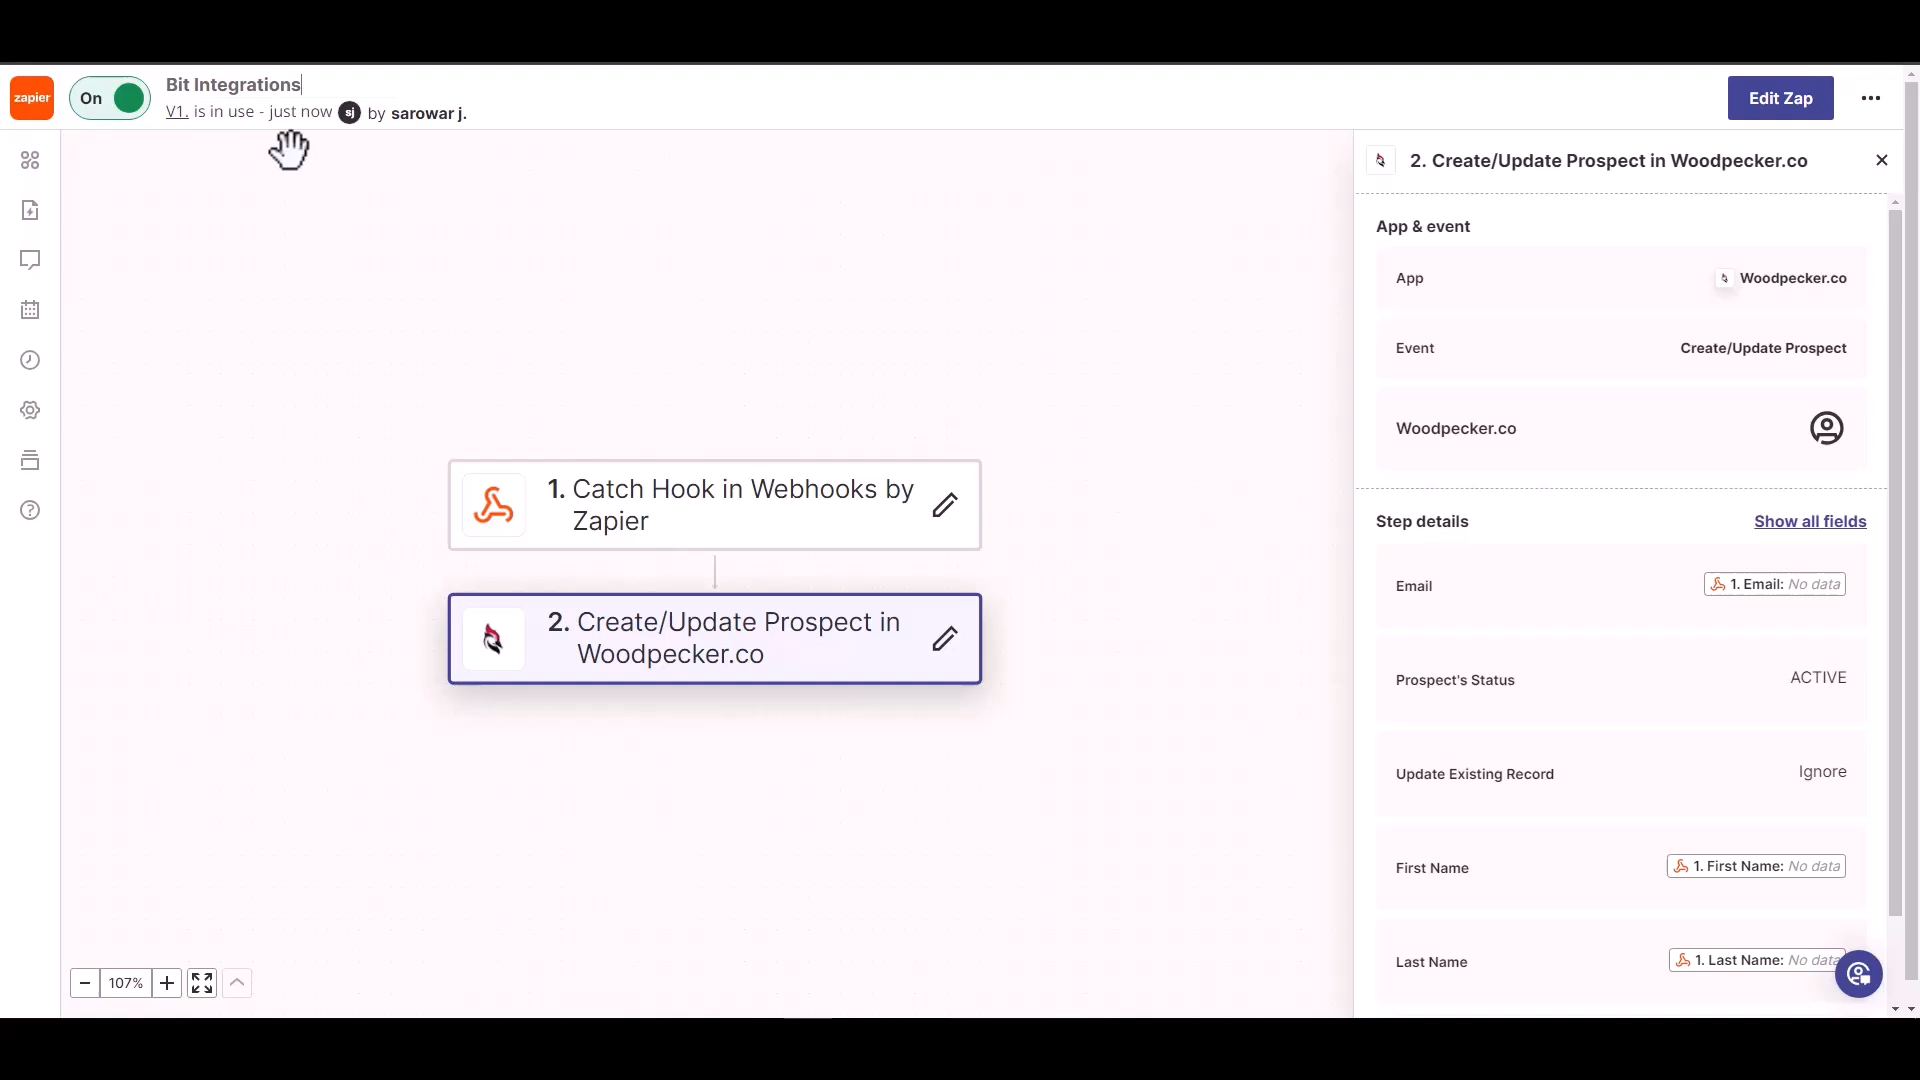 zapier
On
Bit Integrations
V1. is in use - just now sj by sarowar j.
Edit Zap
2. Create/Update Prospect in Woodpecker.co
App & event
App
Woodpecker.co
Event
Create/Update Prospect
Woodpecker.co
1. Catch Hook in Webhooks by
Zapier
2. Create/Update Prospect in
Woodpecker.co
Step details
Show all fields
Email
1. Email: No data
Prospect's Status
ACTIVE
Update Existing Record
Ignore
First Name
1. First Name: No data
Last Name
1. Last Name: No data
107%